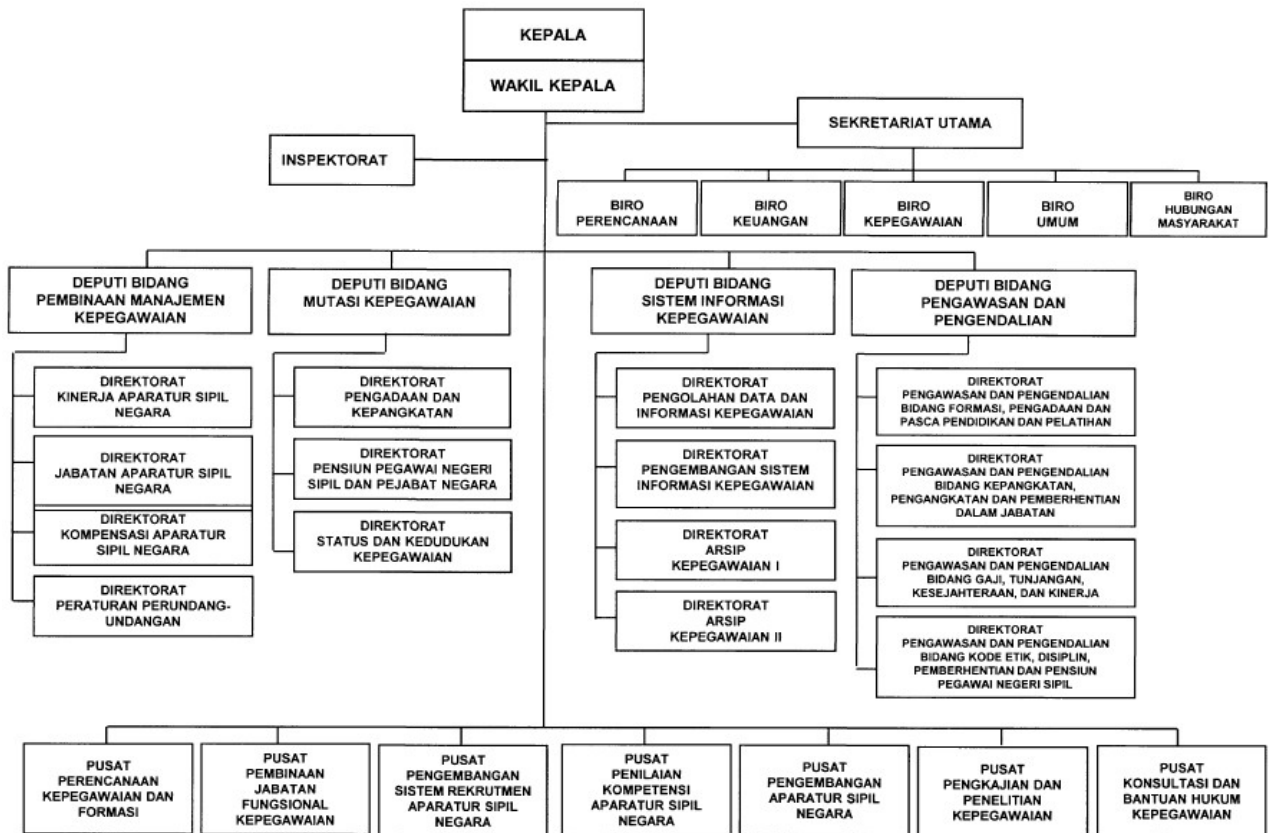 KEPALA
WAKIL KEPALA
SEKRETARIAT UTAMA
INSPEKTORAT
BIRO
PERENCANAAN
BIRO
KEUANGAN
BIRO
KEPEGAWAIAN
BIRO
UMUM
BIRO
HUBUNGAN
MASYARAKAT
DEPUTI BIDANG
PEMBINAAN MANAJEMEN
KEPEGAWAIAN
DEPUTI BIDANG
MUTASI KEPEGAWAIAN
DEPUTI BIDANG
SISTEM INFORMASI
KEPEGAWAIAN
DEPUTI BIDANG
PENGAWASAN DAN
PENGENDALIAN
DIREKTORAT
KINERJA APARATUR SIPIL
NEGARA
DIREKTORAT
JABATAN APARATUR SIPIL
NEGARA
DIREKTORAT
KOMPENSASI APARATUR
SIPIL NEGARA
DIREKTORAT
PERATURAN PERUNDANG-
UNDANGAN
DIREKTORAT
PENGADAAN DAN
KEPANGKATAN
DIREKTORAT
PENSIUN PEGAWAI NEGERI
SIPIL DAN PEJABAT NEGARA
DIREKTORAT
STATUS DAN KEDUDUKAN
KEPEGAWAIAN
DIREKTORAT
PENGOLAHAN DATA DAN
INFORMASI KEPEGAWAIAN
DIREKTORAT
PENGEMBANGAN SISTEM
INFORMASI KEPEGAWAIAN
DIREKTORAT
ARSIP
KEPEGAWAIAN I
DIREKTORAT
ARSIP
KEPEGAWAIAN II
DIREKTORAT
PENGAWASAN DAN PENGENDALIAN
BIDANG FORMASI, PENGADAAN DAN
PASCA PENDIDIKAN DAN PELATIHAN
DIREKTORAT
PENGAWASAN DAN PENGENDALIAN
BIDANG KEPANGKATAN,
PENGANGKATAN DAN PEMBERHENTIAN
DALAM JABATAN
DIREKTORAT
PENGAWASAN DAN PENGENDALIAN
BIDANG GAJI, TUNJANGAN,
KESEJAHTERAAN, DAN KINERJA
DIREKTORAT
PENGAWASAN DAN PENGENDALIAN
BIDANG KODE ETIK, DISIPLIN,
PEMBERHENTIAN DAN PENSIUN
PEGAWAI NEGERI SIPIL
PUSAT
PERENCANAAN
KEPEGAWAIAN DAN
FORMASI
PUSAT
PEMBINAAN
JABATAN
FUNGSIONAL
KEPEGAWAIAN
PUSAT
PENGEMBANGAN
SISTEM REKRUTMEN
APARATUR SIPIL
NEGARA
PUSAT
PENILAIAN
KOMPETENSI
APARATUR SIPIL
NEGARA
PUSAT
PENGEMBANGAN
APARATUR SIPIL
NEGARA
PUSAT
PENGKAJIAN DAN
PENELITIAN
KEPEGAWAIAN
PUSAT
KONSULTASI DAN
BANTUAN HUKUM
KEPEGAWAIAN